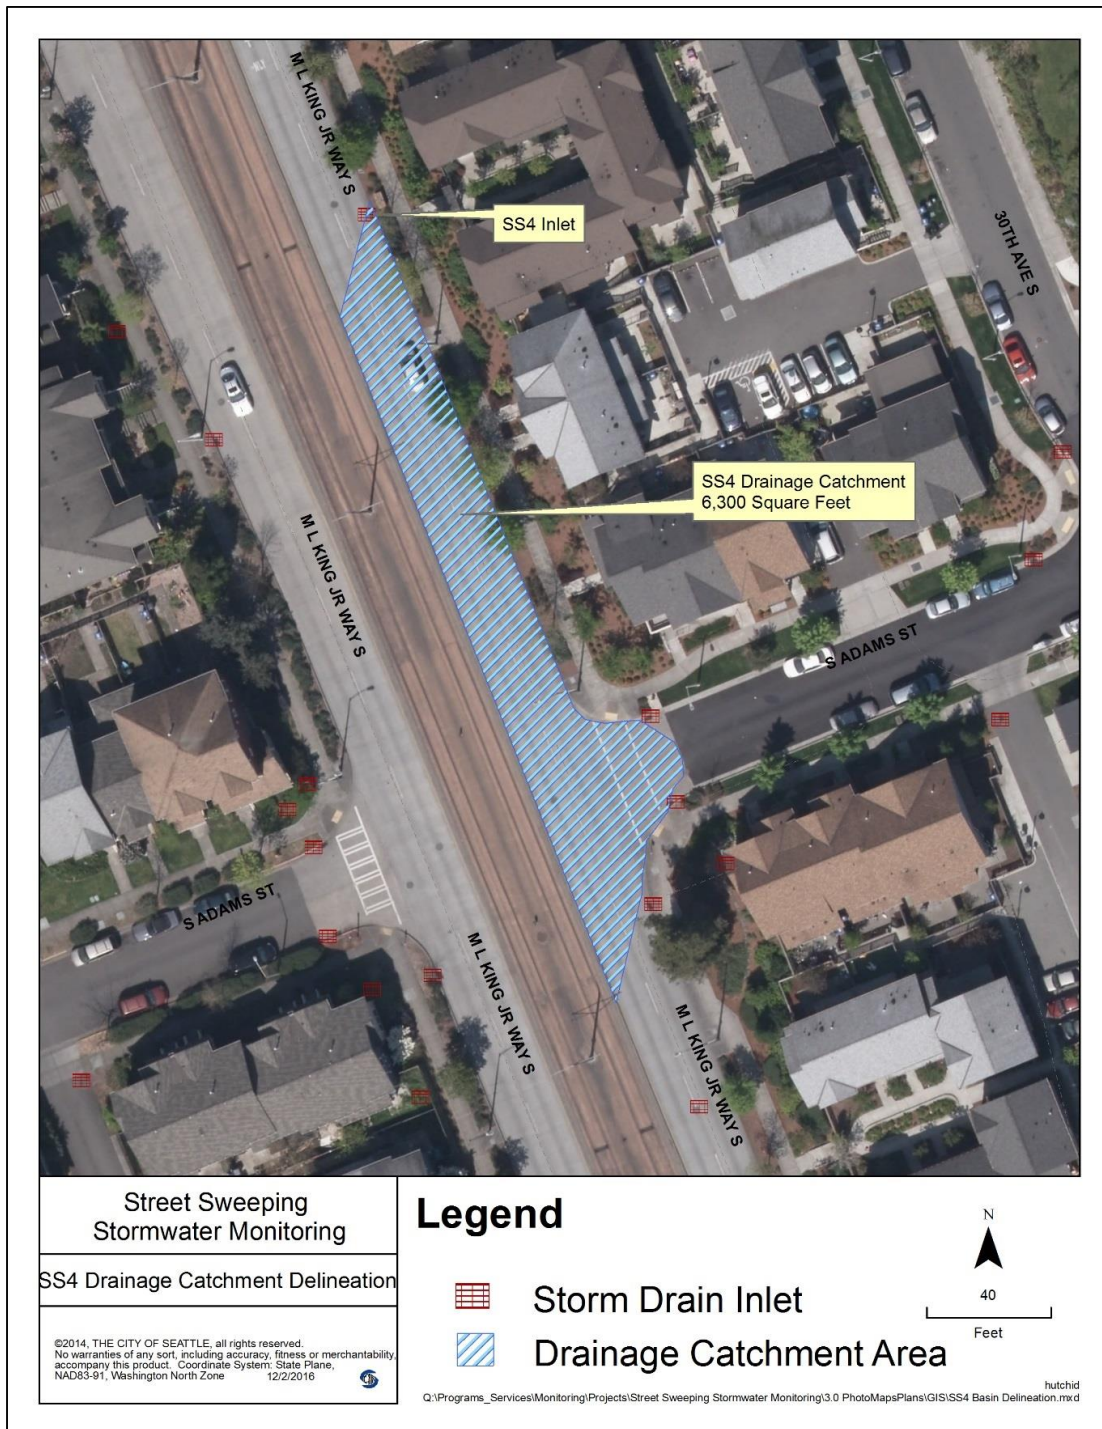 M L KING JR WAY S
SS4 Inlet
30TH AVE S
SS4 Drainage Catchment
6,300 Square Feet
M L KING JR WAY S
S ADAMS ST
S ADAMS ST
M L KING JR WAY S
M L KING JR WAY S
Street Sweeping
Stormwater Monitoring
SS4 Drainage Catchment Delineation
©2014, THE CITY OF SEATTLE, all rights reserved.
No warranties of any sort, including accuracy, fitness or merchantability,
accompany this product. Coordinate System: State Plane,
NAD83-91, Washington North Zone 12/2/2016
Legend
Storm Drain Inlet
Drainage Catchment Area
N
40
Feet
hutchid
Q:\Programs_Services\Monitoring\Projects\Street Sweeping Stormwater Monitoring\3.0 PhotoMapsPlans\GIS\SS4 Basin Delineation.mxd